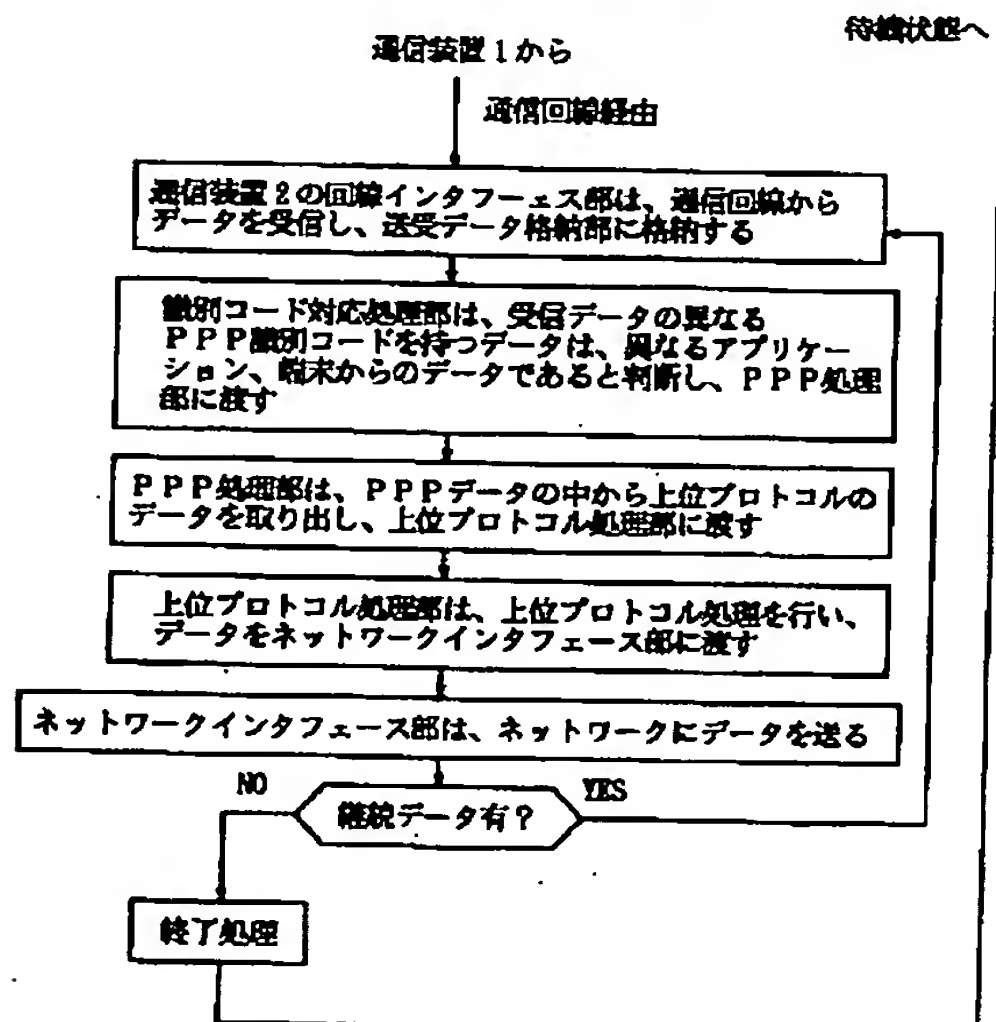 待機状態へ
通信装置1から
通信回線経由
通信装置2の回線インタフーェス部は、通信回線から
データを受信し、送受データ格納部に格納する
識別コード対応処理部は、受信データの異なる
PPP識別コードを持つデータは、異なるアプリケー
ション、端末からのデータであると判断し、PPP処理
部に渡す
PPP処理部は、PPPデータの中から上位プロトコルの
データを取り出し、上位プロトコル処理部に渡す
上位プロトコル処理部は、上位プロトコル処理を行い、
データをネットワークインタフェース部に渡す
ネットワークインタフェース部は、ネットワークにデータを送る
NO
YES
継続データ有?
終了処理